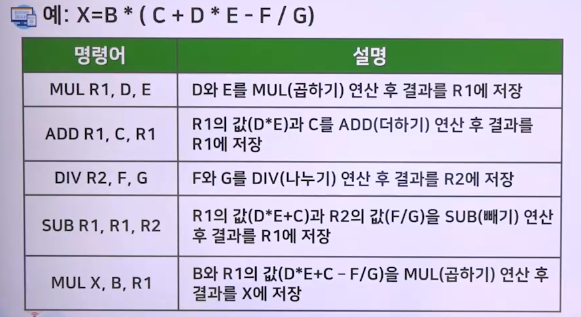 예: X=B * ( C + D * E - F / G)
명령어 설명
MUL R1, D, E D와 E를 MUL(곱하기) 연산 후 결과를 R1에 저장
ADD R1, C, R1 R1의 값(D*E)과 C를 ADD(더하기) 연산 후 결과를
R1에 저장
DIV R2, F, G F와 G를 DIV(나누기) 연산 후 결과를 R2에 저장
SUB R1, R1, R2 R1의 값(D*E+C)과 R2의 값(F/G)을 SUB(빼기) 연산
후 결과를 R1에 저장
MUL X, B, R1 B와 R1의 값(D*E+C – F/G)을 MUL(곱하기) 연산 후
결과를 X에 저장